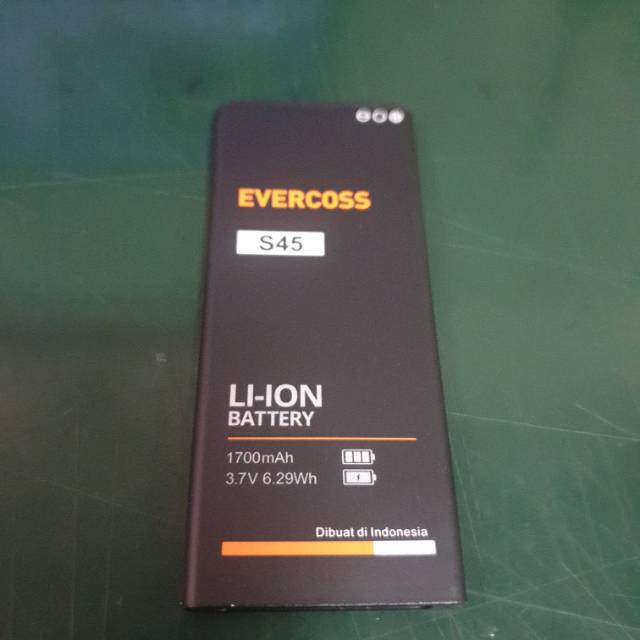 EVERCOSS
S45
LI-ION
BATTERY
1700mAh
3.7V 6.29Wh
Dibuat di Indonesia